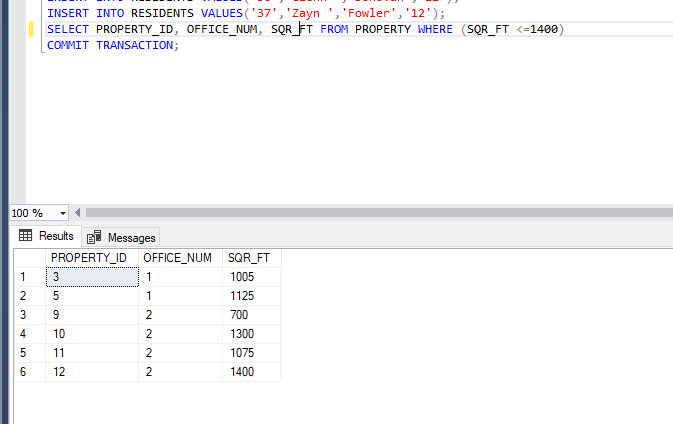 INSERT INTO RESIDENTS VALUES('37','Zayn ','Fowler','12');
SELECT PROPERTY_ID, OFFICE_NUM, SQR_FT FROM PROPERTY WHERE (SQR_FT <=1400)
COMMIT TRANSACTION;
100 %
Results Messages
PROPERTY_ID OFFICE_NUM SQR_FT
1 3 1 1005
2 5 1 1125
3 9 2 700
4 10 2 1300
5 11 2 1075
6 12 2 1400